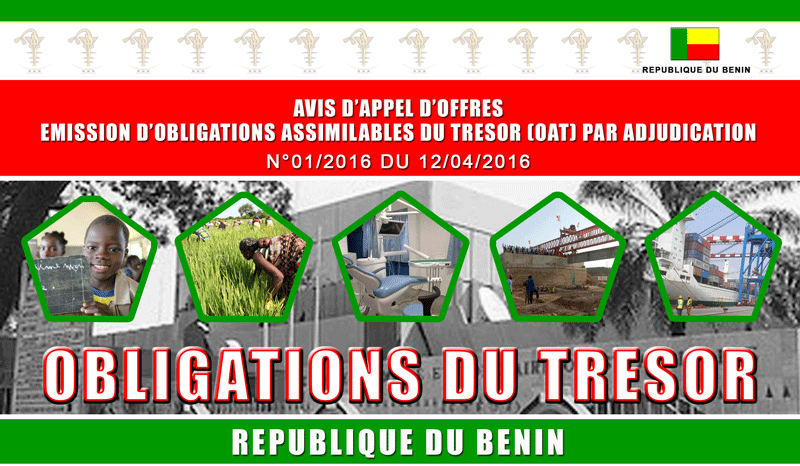 REPUBLIQUE DU BENIN
AVIS D'APPEL D'OFFRES
EMISSION D'OBLIGATIONS ASSIMILABLES DU TRESOR (OAT) PAR ADJUDICATION
N°01/2016 DU 12/04/2016
OBLIGATIONS DU TRESOR
REPUBLIQUE DU BENIN